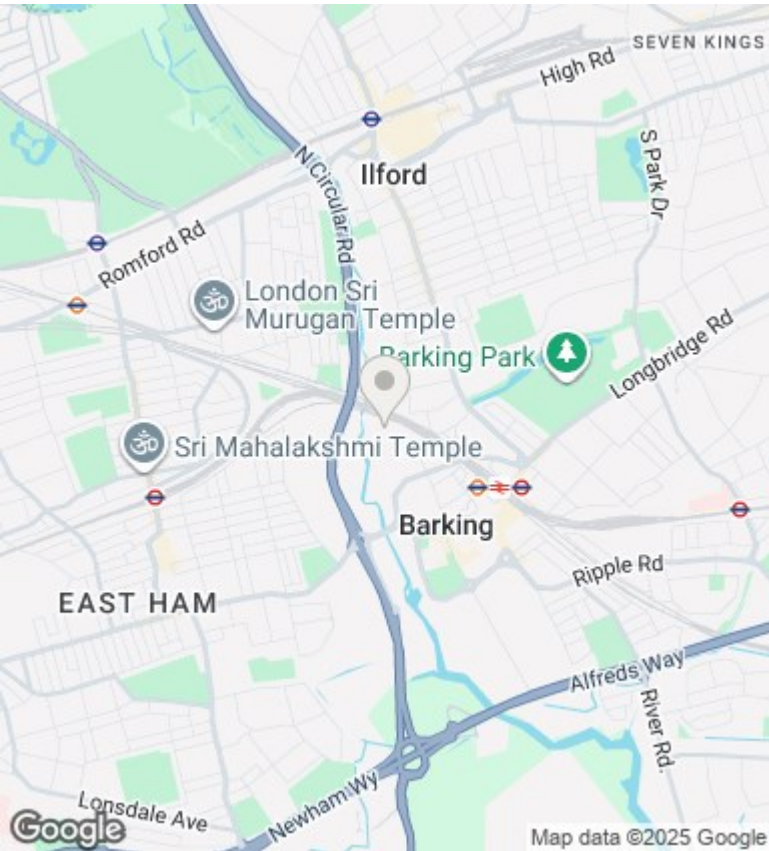 SEVEN KINGS
High Rd
N Circular Rd
Ilford
S Park Dr
Romford Rd
London Sri
Murugan Temple
Longbridge Rd
Barking Park
Sri Mahalakshmi Temple
Barking
Ripple Rd
EAST HAM
Alfreds Way
River Rd.
Newham Wy
Lonsdale Ave
Google
Map data ©2025 Google